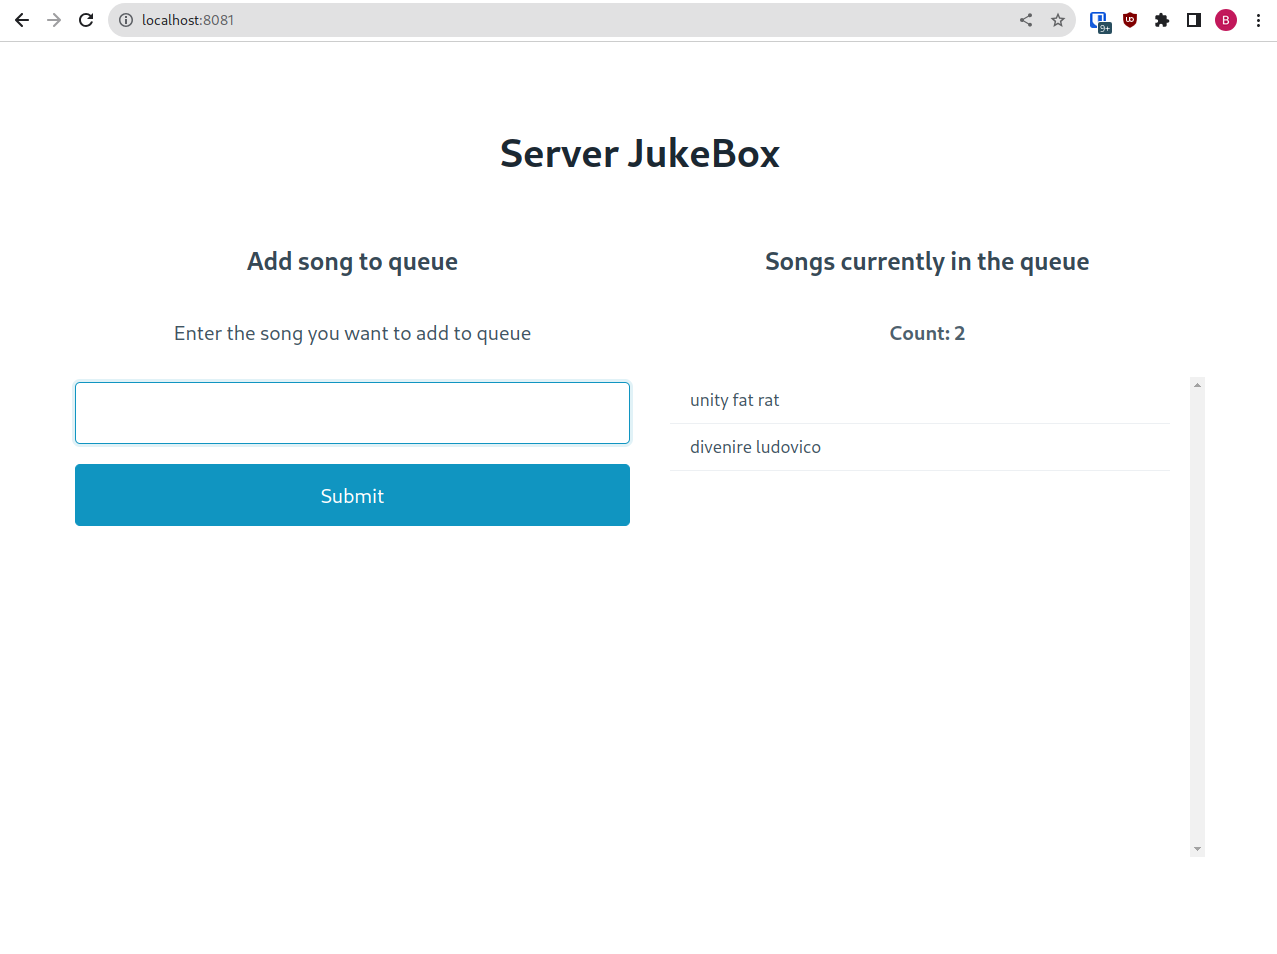 localhost:8081
9+
B
Server JukeBox
Add song to queue
Enter the song you want to add to queue
Submit
Songs currently in the queue
Count: 2
unity fat rat
divenire ludovico